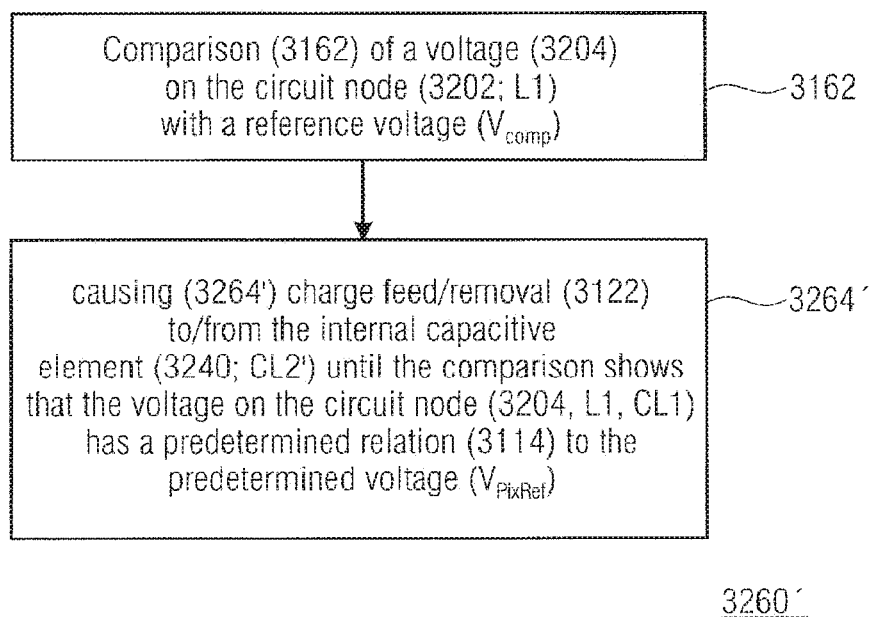 Comparison (3162) of a voltage (3204)
on the circuit node (3202; L1)
with a reference voltage (Vcomp)
3162
causing (3264') charge feed/removal (3122)
to/from the internal capacitive
element (3240; CL2') until the comparison shows
that the voltage on the circuit node (3204, L1, CL1)
has a predetermined relation (3114) to the
predetermined voltage (VPixRef)
3264´
3260´